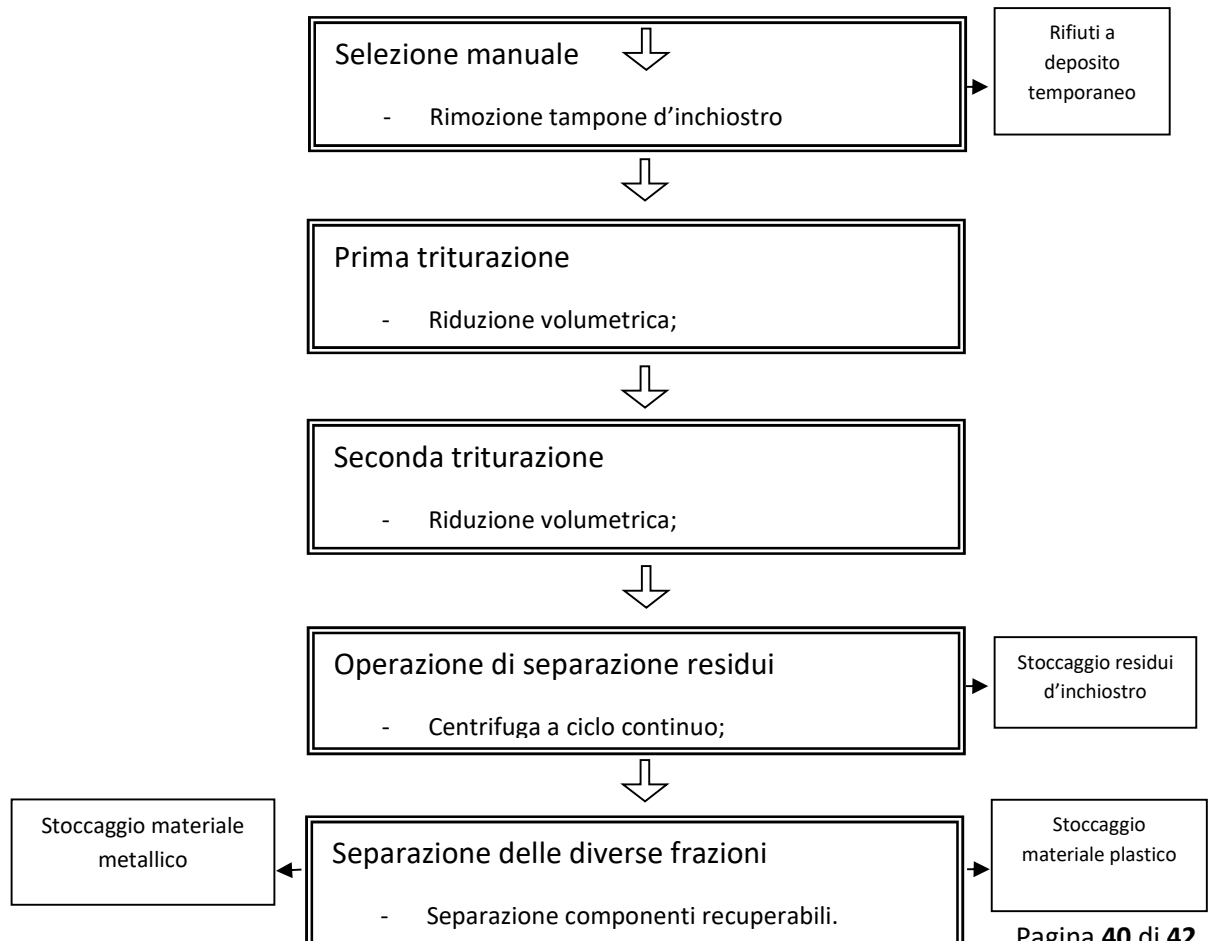 Selezione manuale
- Rimozione tampone d’inchiostro
Rifiuti a
deposito
temporaneo
Prima triturazione
- Riduzione volumetrica;
Seconda triturazione
- Riduzione volumetrica;
Operazione di separazione residui
- Centrifuga a ciclo continuo;
Stoccaggio residui
d’inchiostro
Stoccaggio materiale
metallico
Separazione delle diverse frazioni
- Separazione componenti recuperabili.
Stoccaggio
materiale plastico
Pagina 40 di 42